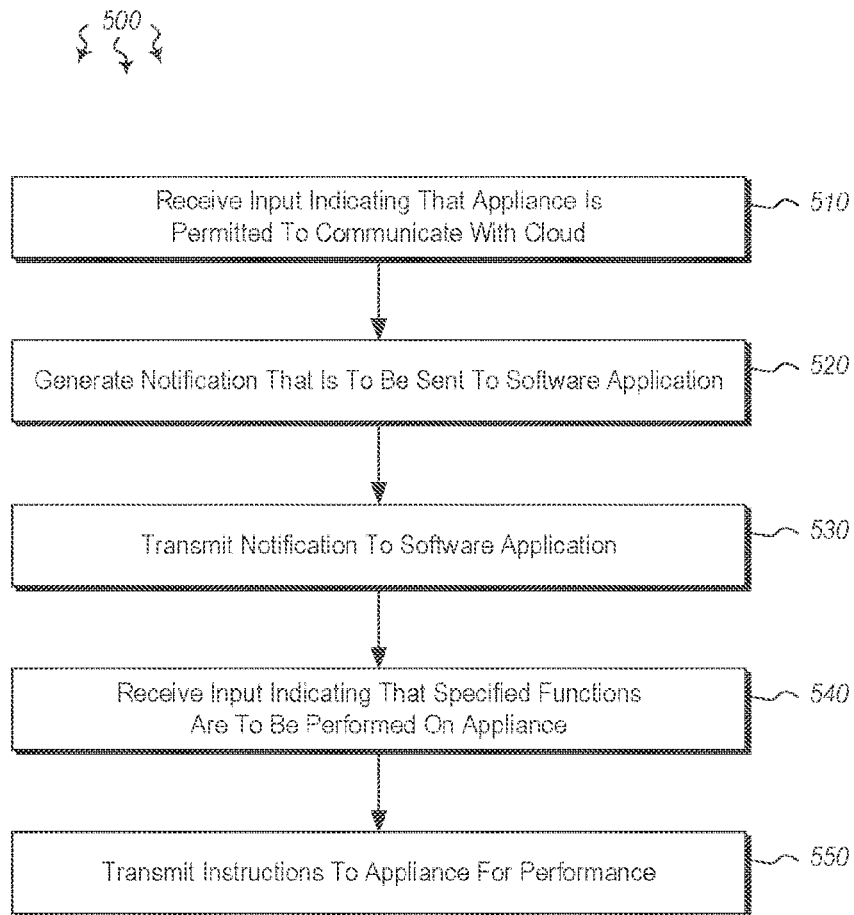 500
Receive Input Indicating That Appliance Is
Permitted To Communicate With Cloud
510
Generate Notification That Is To Be Sent To Software Application
520
Transmit Notification To Software Application
530
Receive Input Indicating That Specified Functions
Are To Be Performed On Appliance
540
Transmit Instructions To Appliance For Performance
550